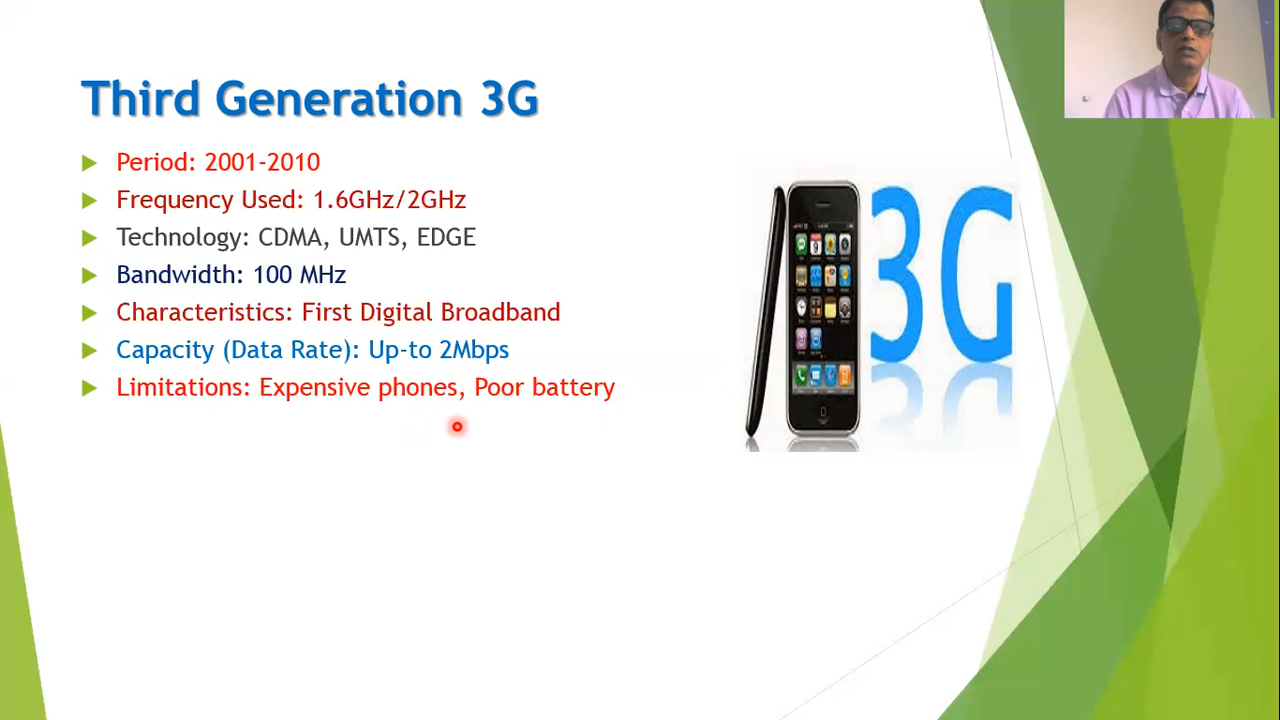 Third Generation 3G
Period: 2001-2010
Frequency Used: 1.6GHz/2GHz
Technology: CDMA, UMTS, EDGE
Bandwidth: 100 MHz
Characteristics: First Digital Broadband
Capacity (Data Rate): Up-to 2Mbps
Limitations: Expensive phones, Poor battery
3G